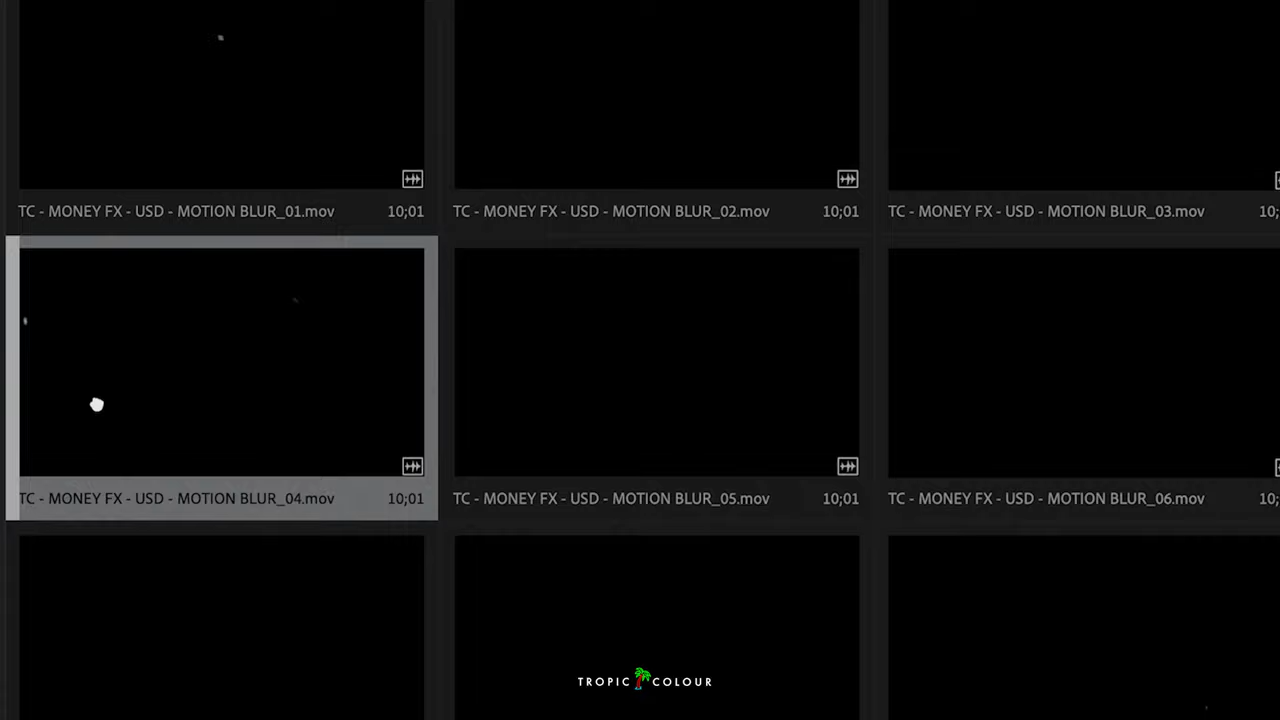 TC - MONEY FX - USD - MOTION BLUR_01.mov 10;01 TC - MONEY FX - USD - MOTION BLUR_02.mov 10;01 TC - MONEY FX - USD - MOTION BLUR_03.mov 10;
TC - MONEY FX - USD - MOTION BLUR_04.mov 10;01 TC - MONEY FX - USD - MOTION BLUR_05.mov 10;01 TC - MONEY FX - USD - MOTION BLUR_06.mov 10;
TROPIC COLOUR